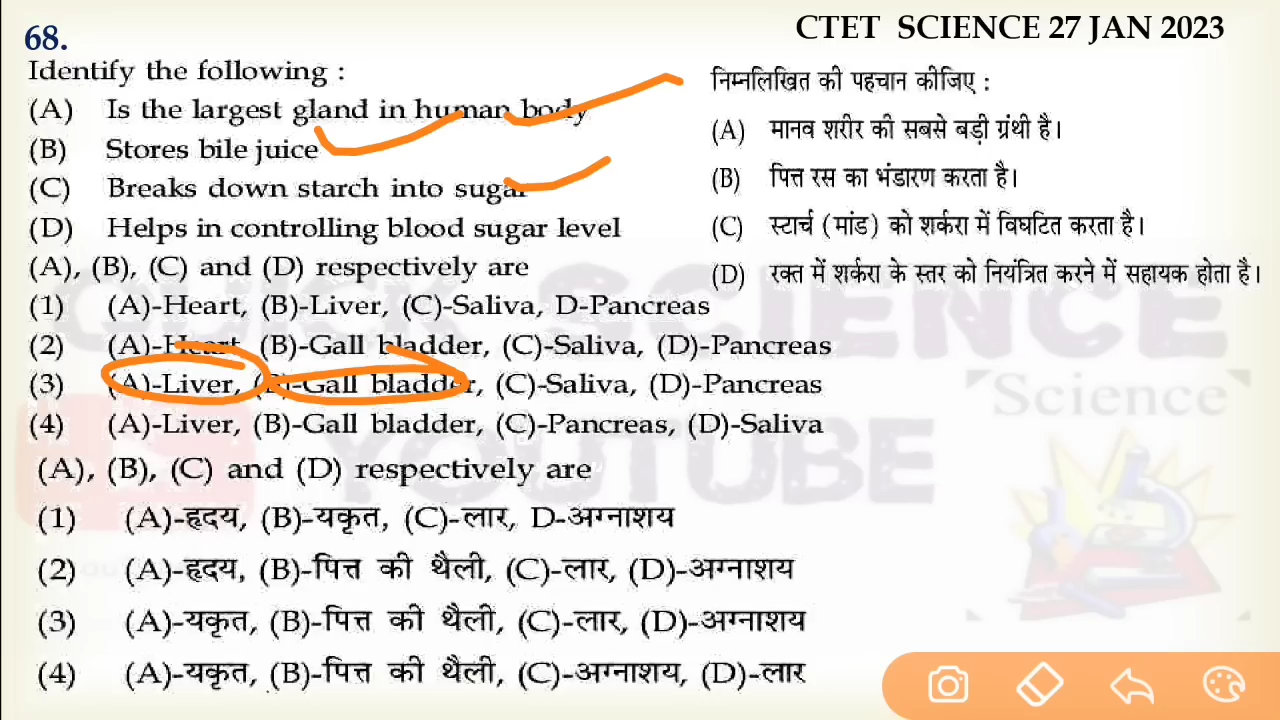 CTET SCIENCE 27 JAN 2023
68.
Identify the following :
(A) Is the largest gland in human body
(B) Stores bile juice
(C) Breaks down starch into sugar
(D) Helps in controlling blood sugar level
(A), (B), (C) and (D) respectively are
(1) (A)-Heart, (B)-Liver, (C)-Saliva, D-Pancreas
(2) (A)-Heart, (B)-Gall bladder, (C)-Saliva, (D)-Pancreas
(3) (A)-Liver, (B)-Gall bladder, (C)-Saliva, (D)-Pancreas
(4) (A)-Liver, (B)-Gall bladder, (C)-Pancreas, (D)-Saliva
निम्नलिखित की पहचान कीजिए :
(A) मानव शरीर की सबसे बड़ी ग्रंथी है।
(B) पित्त रस का भंडारण करता है।
(C) स्टार्च (मांड) को शर्करा में विघटित करता है।
(D) रक्त में शर्करा के स्तर को नियंत्रित करने में सहायक होता है।
(A), (B), (C) and (D) respectively are
(1) (A)-हृदय, (B)-यकृत, (C)-लार, D-अग्नाशय
(2) (A)-हृदय, (B)-पित्त की थैली, (C)-लार, (D)-अग्नाशय
(3) (A)-यकृत, (B)-पित्त की थैली, (C)-लार, (D)-अग्नाशय
(4) (A)-यकृत, (B)-पित्त की थैली, (C)-अग्नाशय, (D)-लार
QUICK SCIENCE
Science
YOUTUBE